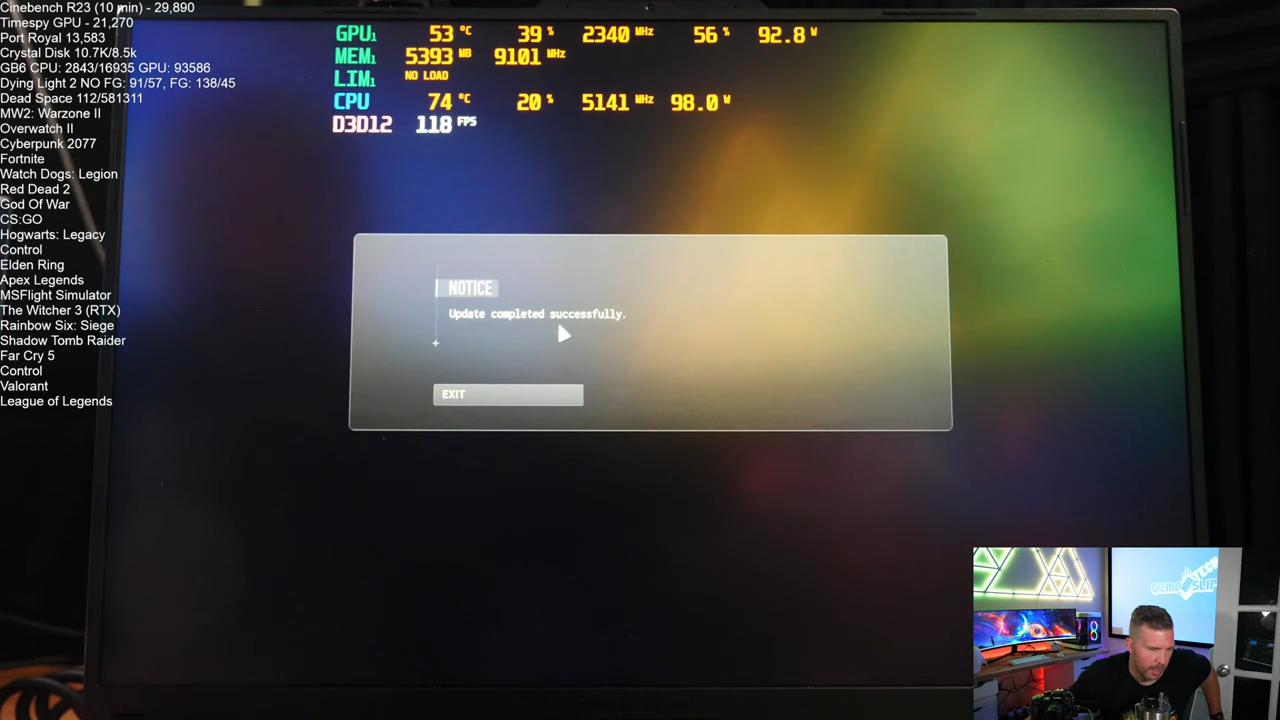 Cinebench R23 (10 min) - 29,890
Timespy GPU - 21,270
Port Royal 13,583
Crystal Disk 10.7K/8.5k
GB6 CPU: 2843/16935 GPU: 93586
Dying Light 2 NO FG: 91/57, FG: 138/45
Dead Space 112/581311
MW2: Warzone II
Overwatch II
Cyberpunk 2077
Fortnite
Watch Dogs: Legion
Red Dead 2
God Of War
CS:GO
Hogwarts: Legacy
Control
Elden Ring
Apex Legends
MSFlight Simulator
The Witcher 3 (RTX)
Rainbow Six: Siege
Shadow Tomb Raider
Far Cry 5
Control
Valorant
League of Legends
GPU1 53 °C 39 % 2340 MHz 56 % 92.8 W
MEM1 5393 MB 9101 MHz
LIM1 NO LOAD
CPU 74 °C 20 % 5141 MHz 98.0 W
D3D12 118 FPS
NOTICE
Update completed successfully.
EXIT
GIZMO SLIP
TECH